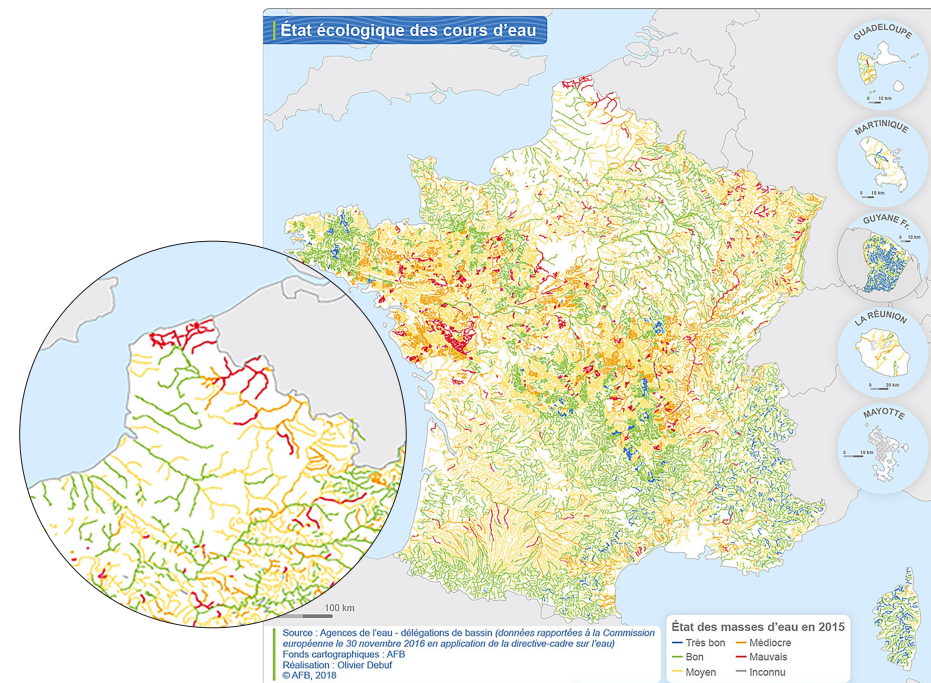 État écologique des cours d'eau
GUADELOUPE
0 10 km
MARTINIQUE
0 10 km
GUYANE Fr.
0 10 km
LA RÉUNION
0 20 km
MAYOTTE
0 10 km
100 km
Source : Agences de l'eau - délégations de bassin (données rapportées à la Commission
européenne le 30 novembre 2016 en application de la directive-cadre sur l'eau)
Fonds cartographiques : AFB
Réalisation : Olivier Debuf
© AFB, 2018
État des masses d'eau en 2015
Très bon
Médiocre
Bon
Mauvais
Moyen
Inconnu